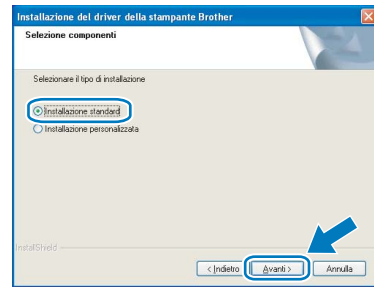 Installazione del driver della stampante Brother
Selezione componenti
Selezionare il tipo di installazione
Installazione standard
Installazione personalizzata
InstallShield
< Indietro Avanti > Annulla